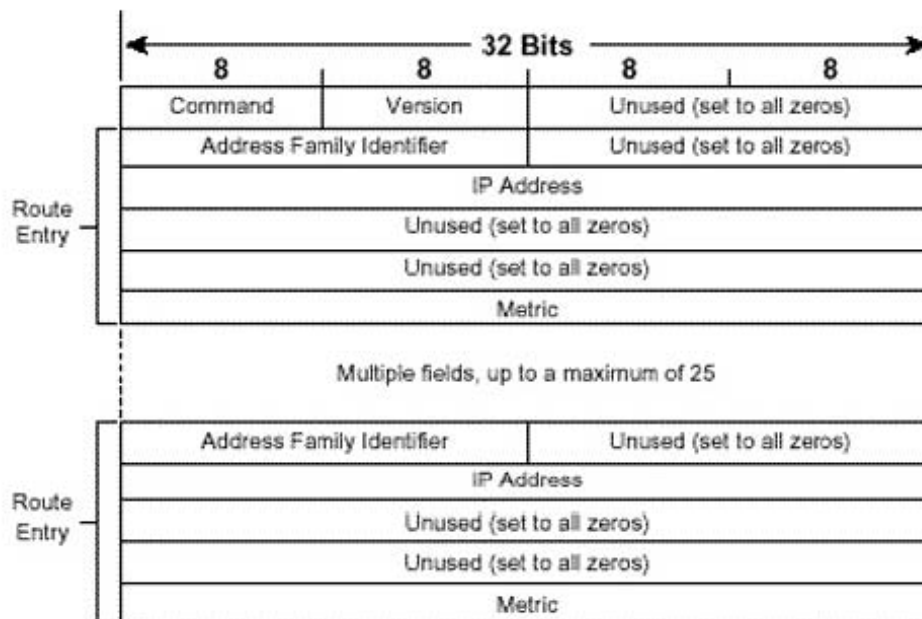 32 Bits
8 8 8 8
Command Version Unused (set to all zeros)
Address Family Identifier Unused (set to all zeros)
IP Address
Route
Entry
Unused (set to all zeros)
Unused (set to all zeros)
Metric
Multiple fields, up to a maximum of 25
Address Family Identifier Unused (set to all zeros)
IP Address
Route
Entry
Unused (set to all zeros)
Unused (set to all zeros)
Metric